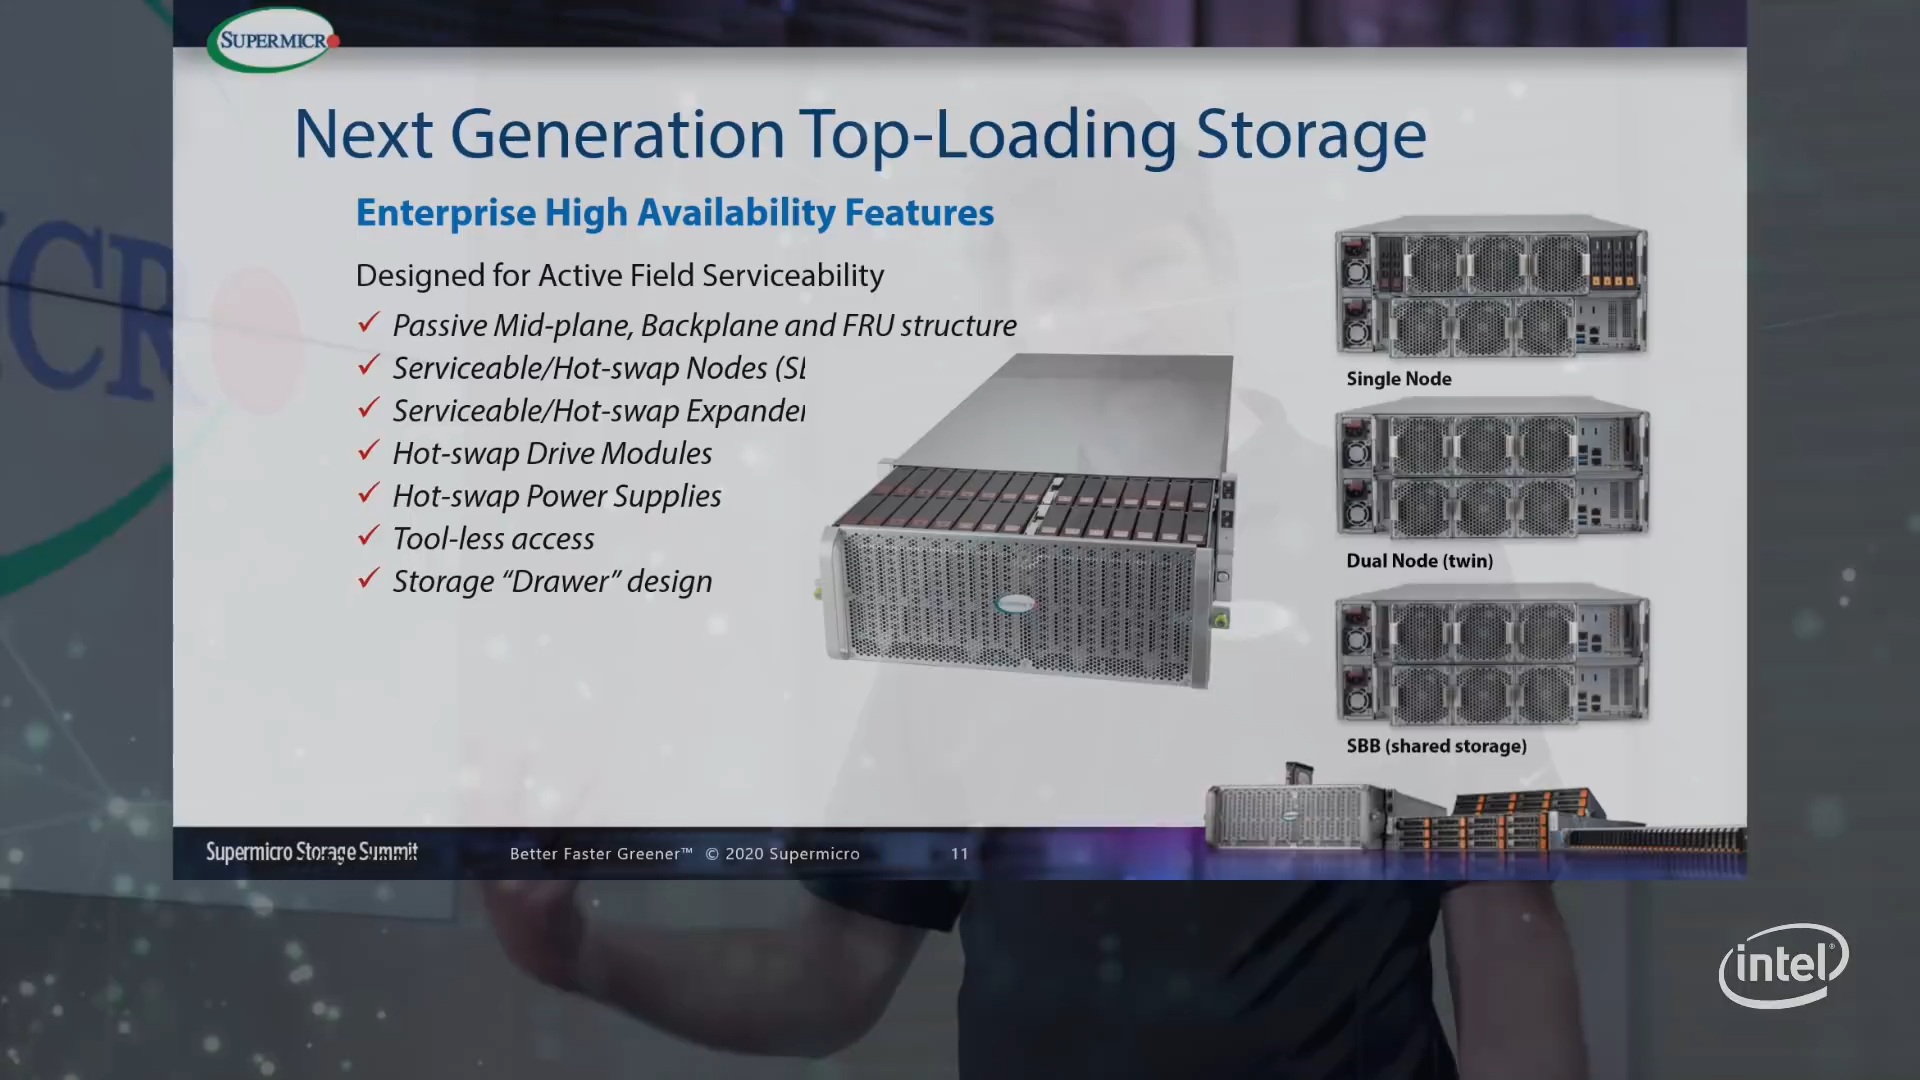 SUPERMICR
Next Generation Top-Loading Storage
Enterprise High Availability Features
Designed for Active Field Serviceability
✓ Passive Mid-plane, Backplane and FRU structure
✓ Serviceable/Hot-swap Nodes
✓ Serviceable/Hot-swap Expander
✓ Hot-swap Drive Modules
✓ Hot-swap Power Supplies
✓ Tool-less access
✓ Storage “Drawer” design
Single Node
Dual Node (twin)
SBB (shared storage)
Supermicro Storage Summit
Better Faster Greener™ © 2020 Supermicro
11
ICR
intel®